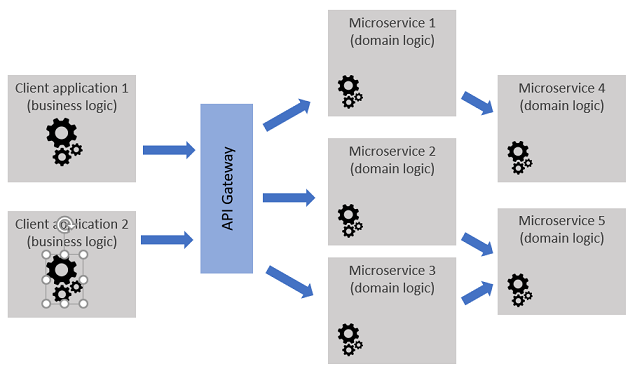 Client application 1
(business logic)
Client application 2
(business logic)
API Gateway
Microservice 1
(domain logic)
Microservice 2
(domain logic)
Microservice 3
(domain logic)
Microservice 4
(domain logic)
Microservice 5
(domain logic)